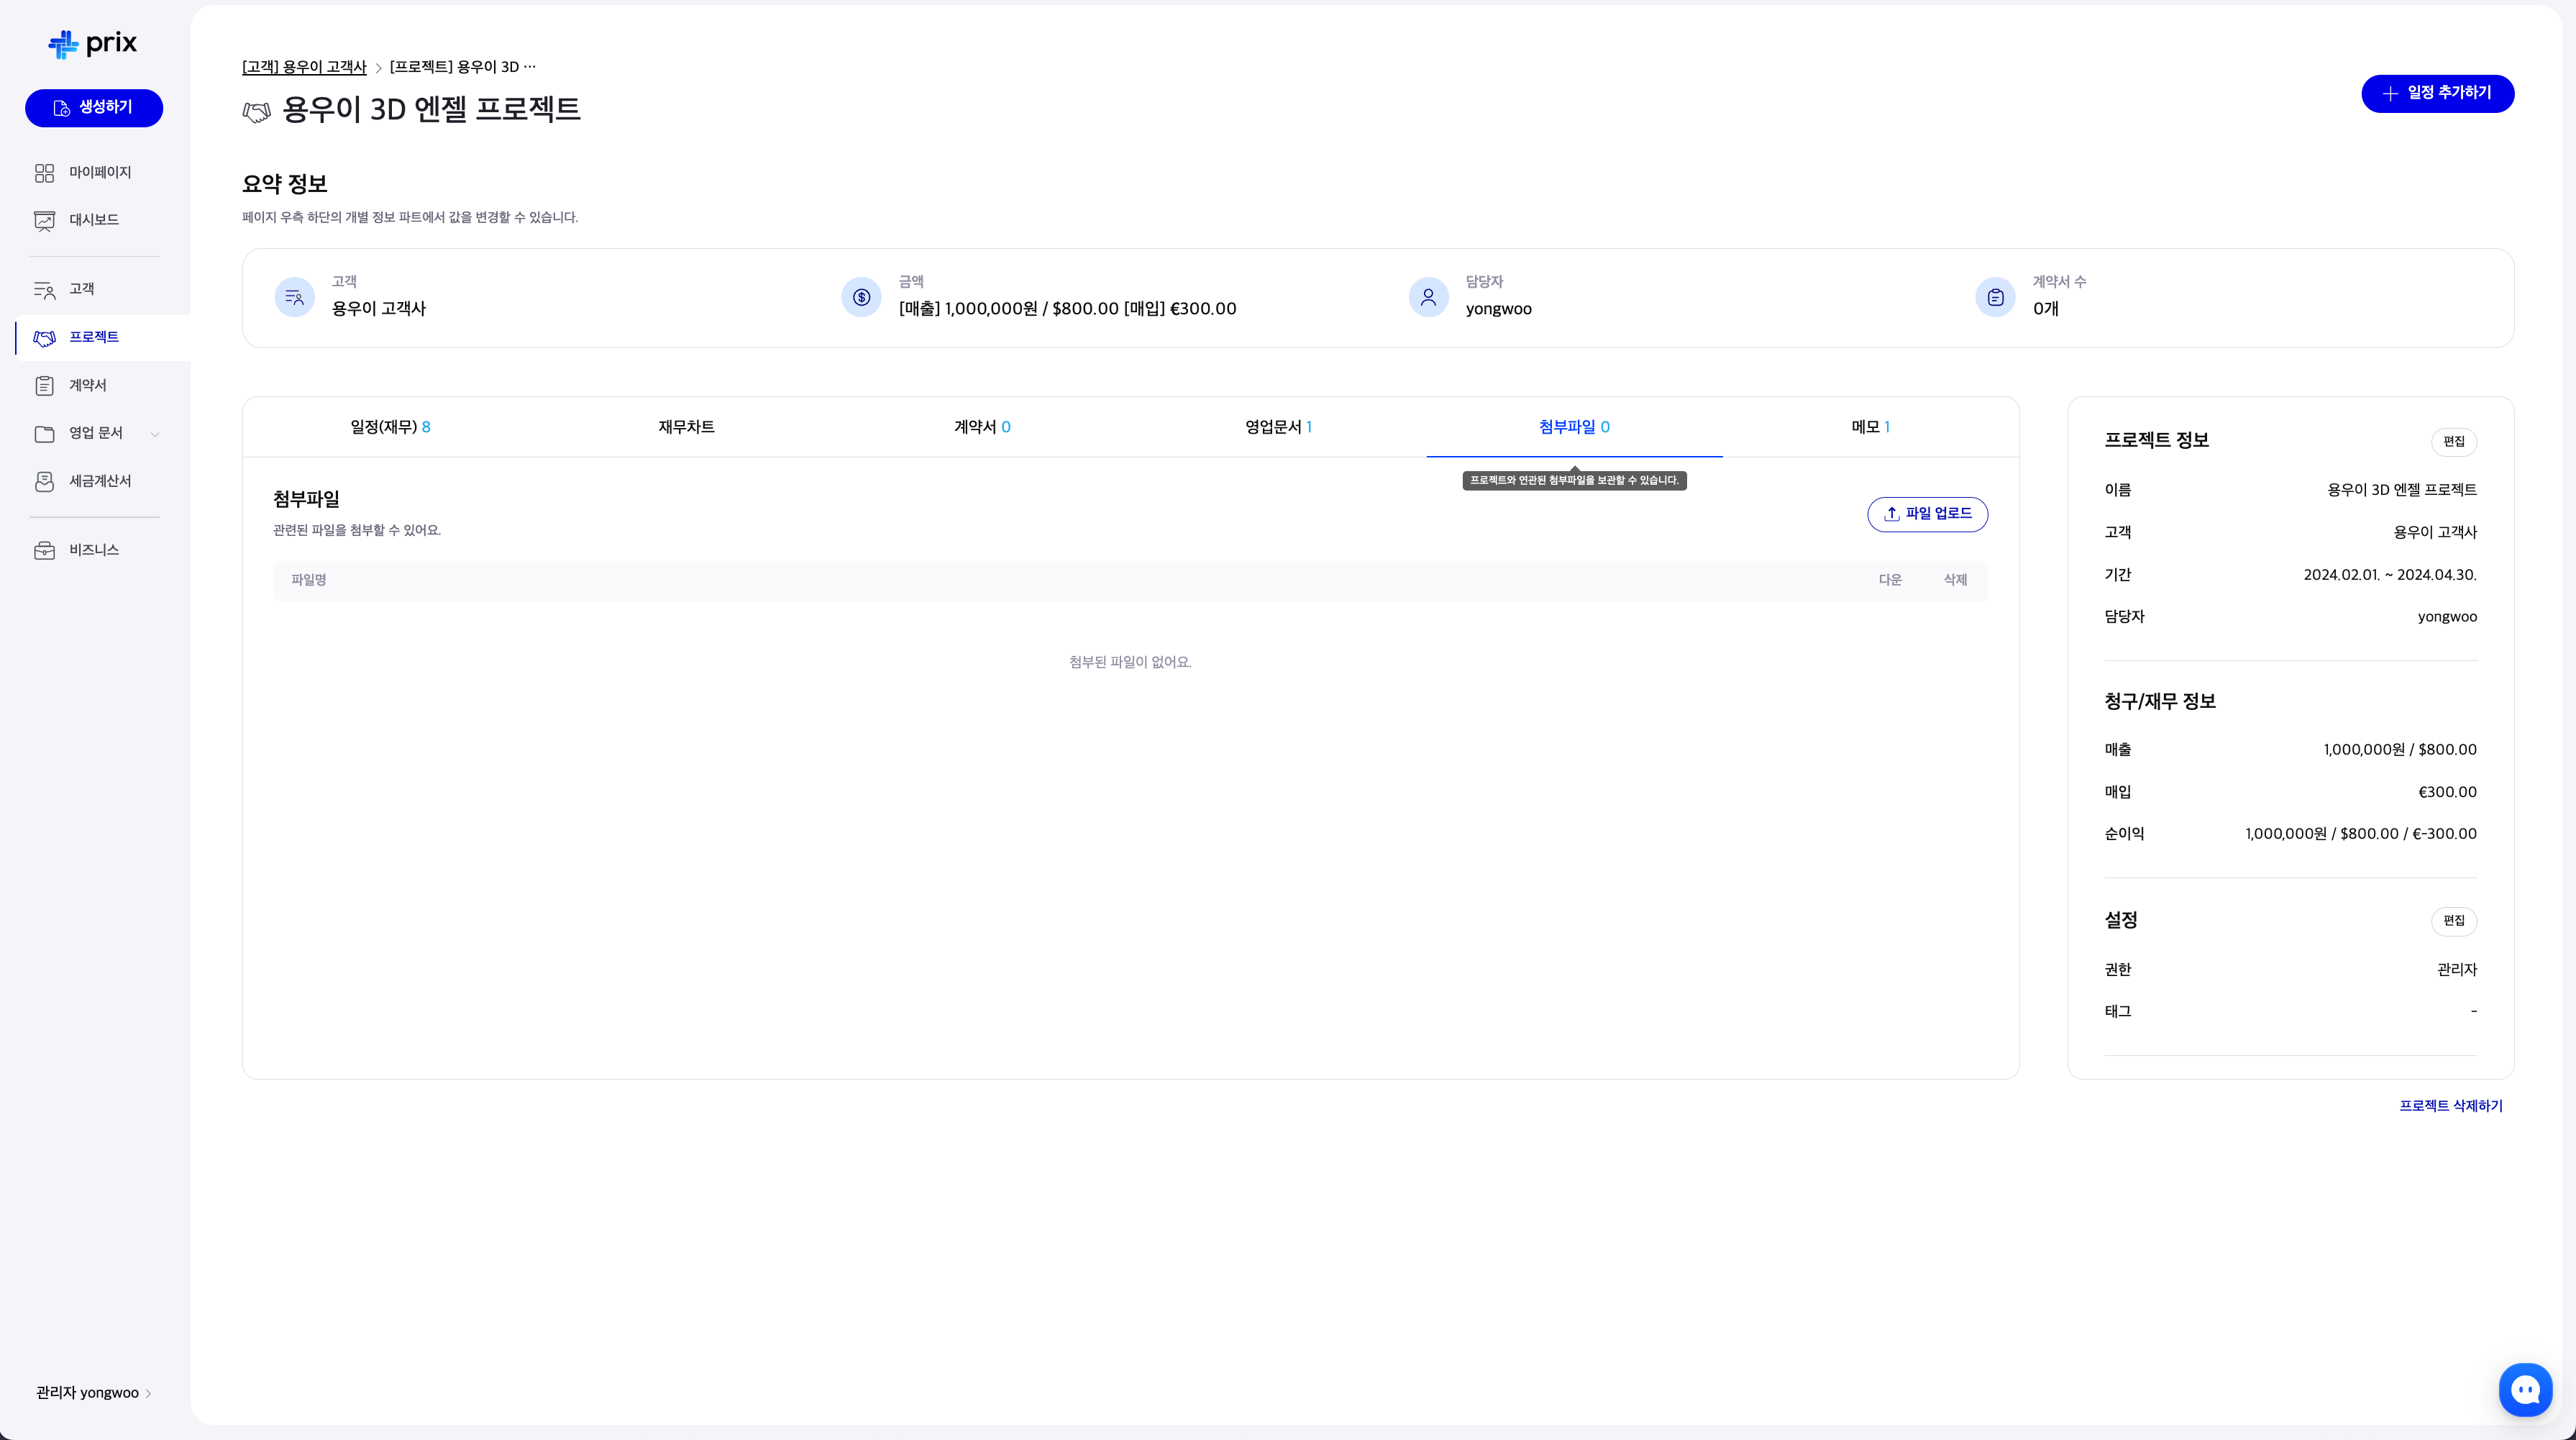 prix
생성하기
마이페이지
대시보드
고객
프로젝트
계약서
영업 문서
세금계산서
비즈니스
관리자 yongwoo
[고객] 용우이 고객사
[프로젝트] 용우이 3D ···
용우이 3D 엔젤 프로젝트
일정 추가하기
요약 정보
페이지 우측 하단의 개별 정보 파트에서 값을 변경할 수 있습니다.
고객
용우이 고객사
금액
[매출] 1,000,000원 / $800.00 [매입] €300.00
담당자
yongwoo
계약서 수
0개
일정(재무) 8
재무차트
계약서 0
영업문서 1
첨부파일 0
메모 1
프로젝트와 연관된 첨부파일을 보관할 수 있습니다.
첨부파일
관련된 파일을 첨부할 수 있어요.
파일 업로드
파일명
다운
삭제
첨부된 파일이 없어요.
프로젝트 정보
편집
이름
용우이 3D 엔젤 프로젝트
고객
용우이 고객사
기간
2024.02.01. ~ 2024.04.30.
담당자
yongwoo
청구/재무 정보
매출
1,000,000원 / $800.00
매입
€300.00
순이익
1,000,000원 / $800.00 / €-300.00
설정
편집
권한
관리자
태그
-
프로젝트 삭제하기